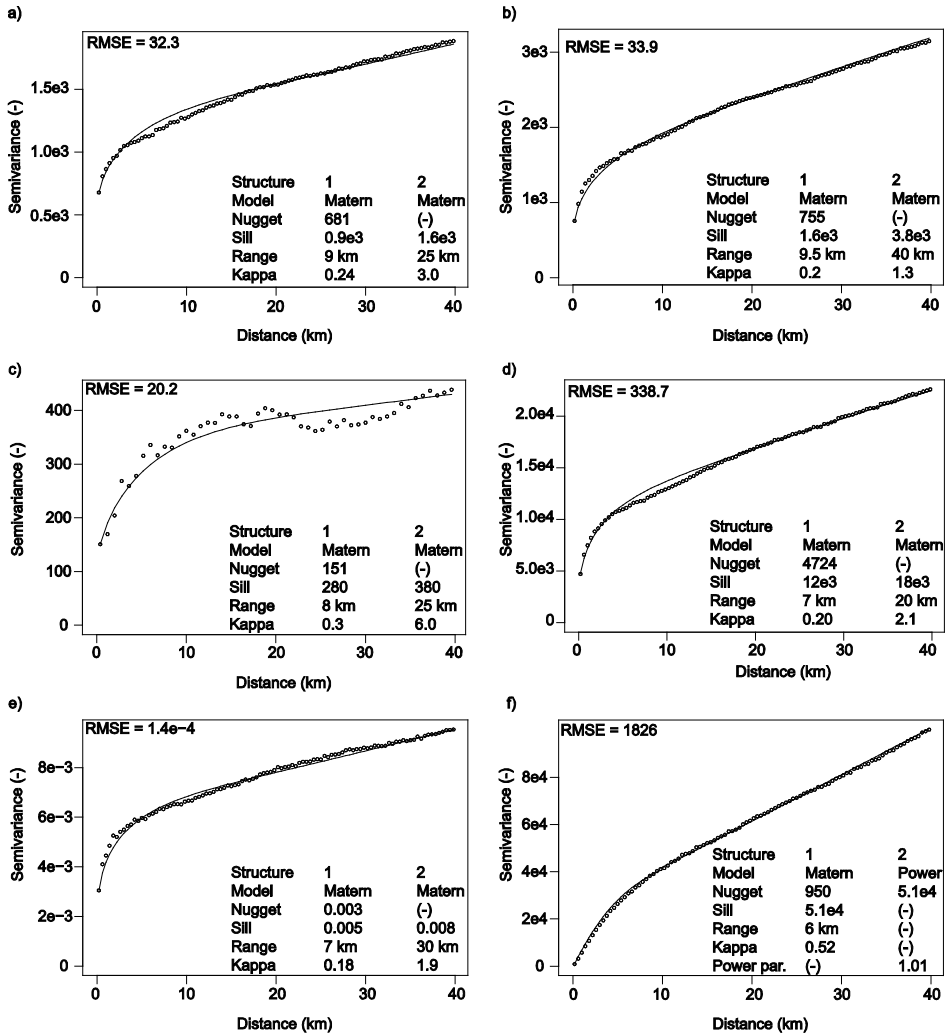 a)
RMSE = 32.3
Semivariance (-)
1.5e3
1.0e3
0.5e3
0
Structure 1 2
Model Matern Matern
Nugget 681 (-)
Sill 0.9e3 1.6e3
Range 9 km 25 km
Kappa 0.24 3.0
0 10 20 30 40
Distance (km)
b)
RMSE = 33.9
Semivariance (-)
3e3
2e3
1e3
0
Structure 1 2
Model Matern Matern
Nugget 755 (-)
Sill 1.6e3 3.8e3
Range 9.5 km 40 km
Kappa 0.2 1.3
0 10 20 30 40
Distance (km)
c)
RMSE = 20.2
Semivariance (-)
400
300
200
100
0
Structure 1 2
Model Matern Matern
Nugget 151 (-)
Sill 280 380
Range 8 km 25 km
Kappa 0.3 6.0
0 10 20 30 40
Distance (km)
d)
RMSE = 338.7
Semivariance (-)
2.0e4
1.5e4
1.0e4
5.0e3
0
Structure 1 2
Model Matern Matern
Nugget 4724 (-)
Sill 12e3 18e3
Range 7 km 20 km
Kappa 0.20 2.1
0 10 20 30 40
Distance (km)
e)
RMSE = 1.4e−4
Semivariance (-)
8e−3
6e−3
4e−3
2e−3
0
Structure 1 2
Model Matern Matern
Nugget 0.003 (-)
Sill 0.005 0.008
Range 7 km 30 km
Kappa 0.18 1.9
0 10 20 30 40
Distance (km)
f)
RMSE = 1826
Semivariance (-)
8e4
6e4
4e4
2e4
0
Structure 1 2
Model Matern Power
Nugget 950 5.1e4
Sill 5.1e4 (-)
Range 6 km (-)
Kappa 0.52 (-)
Power par. (-) 1.01
0 10 20 30 40
Distance (km)